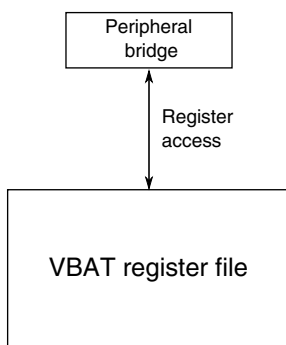 Peripheral
bridge
Register
access
VBAT register file